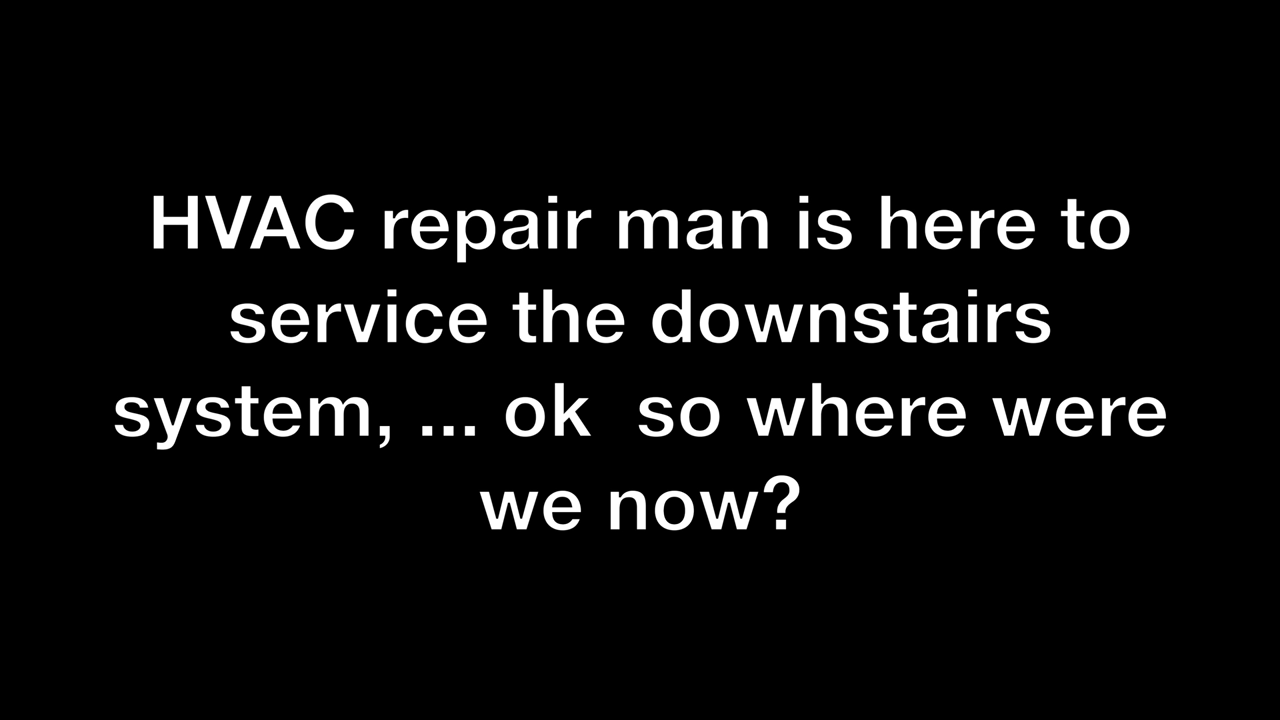 HVAC repair man is here to
service the downstairs
system, ... ok  so where were
we now?